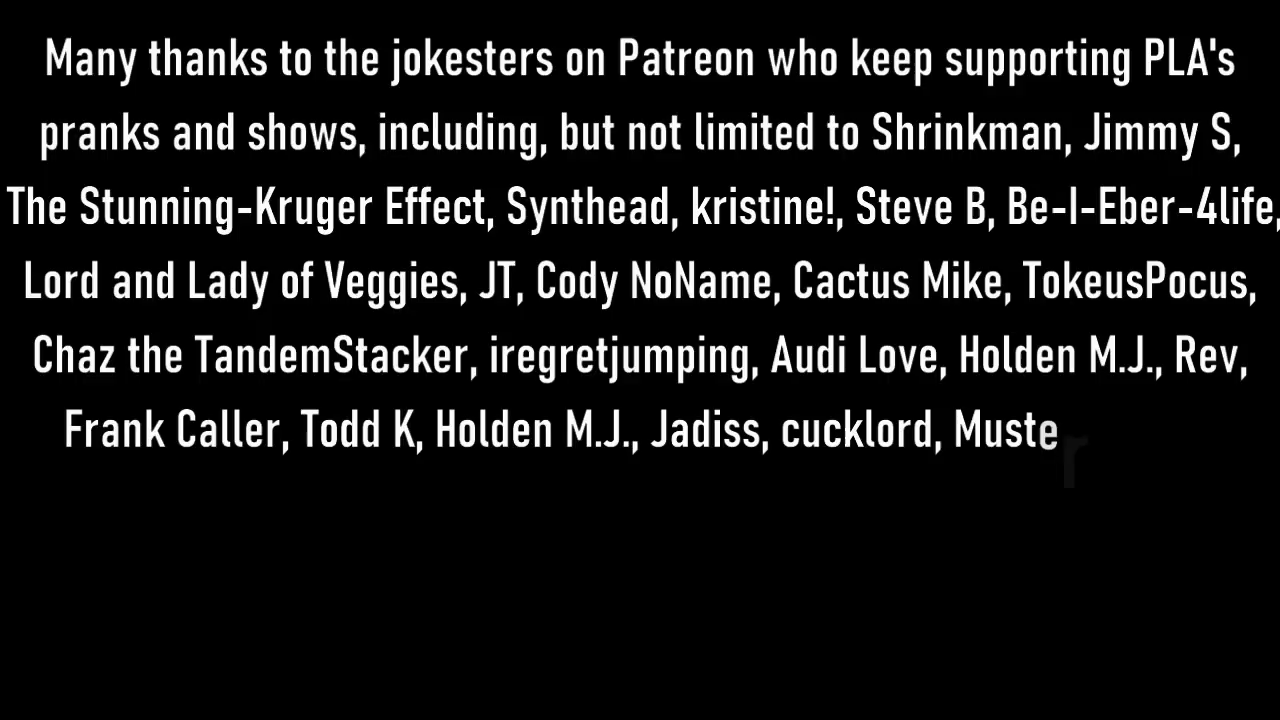 Many thanks to the jokesters on Patreon who keep supporting PLA's
pranks and shows, including, but not limited to Shrinkman, Jimmy S,
The Stunning-Kruger Effect, Synthead, kristine!, Steve B, Be-I-Eber-4life,
Lord and Lady of Veggies, JT, Cody NoName, Cactus Mike, TokeusPocus,
Chaz the TandemStacker, iregretjumping, Audi Love, Holden M.J., Rev,
Frank Caller, Todd K, Holden M.J., Jadiss, cucklord, Muster